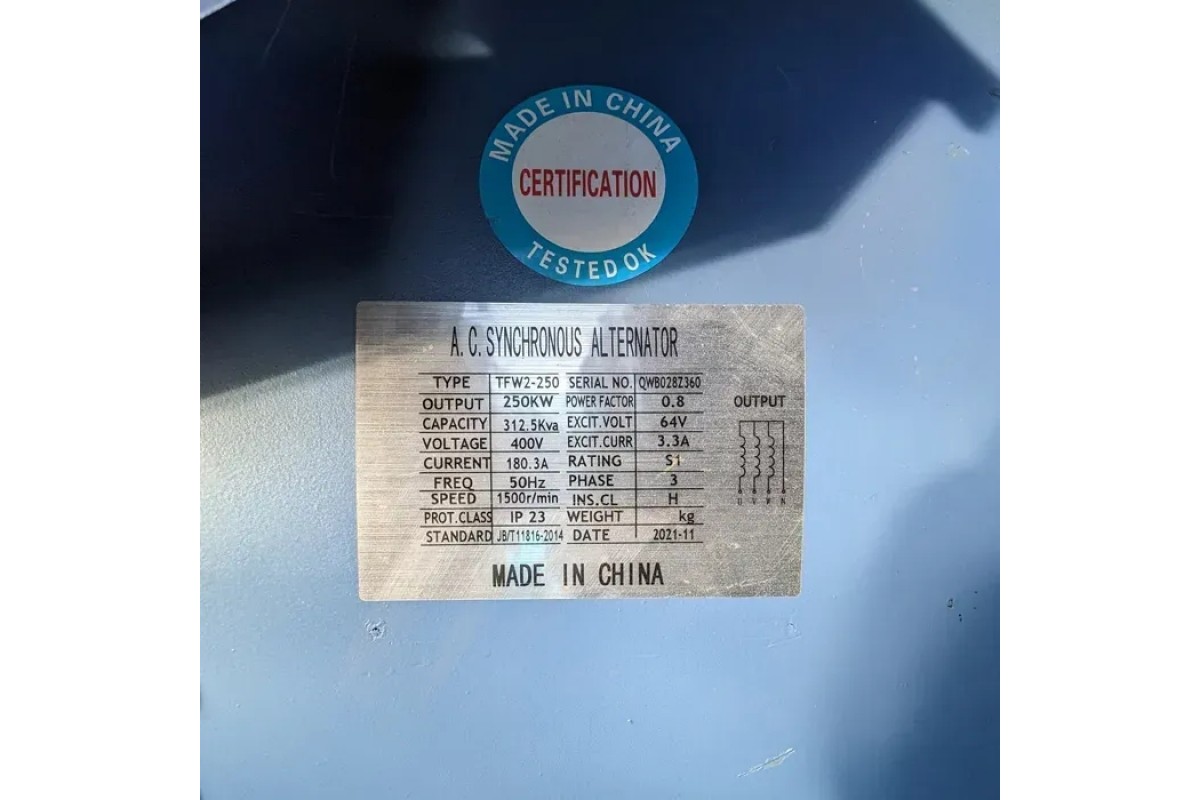 MADE IN CHINA
CERTIFICATION
TESTED OK
A.C.SYNCHRONOUS ALTERNATOR
TYPE TFW2-250 SERIAL NO. QWB028Z360
OUTPUT 250KW POWER FACTOR 0.8
CAPACITY 312.5Kva EXCIT.VOLT 64V
VOLTAGE 400V EXCIT.CURR 3.3A
CURRENT 180.3A RATING S1
FREQ 50Hz PHASE 3
SPEED 1500r/min INS.CL H
PROT.CLASS IP 23 WEIGHT kg
STANDARD JB/T11816-2014 DATE 2021-11
OUTPUT
U V W N
MADE IN CHINA